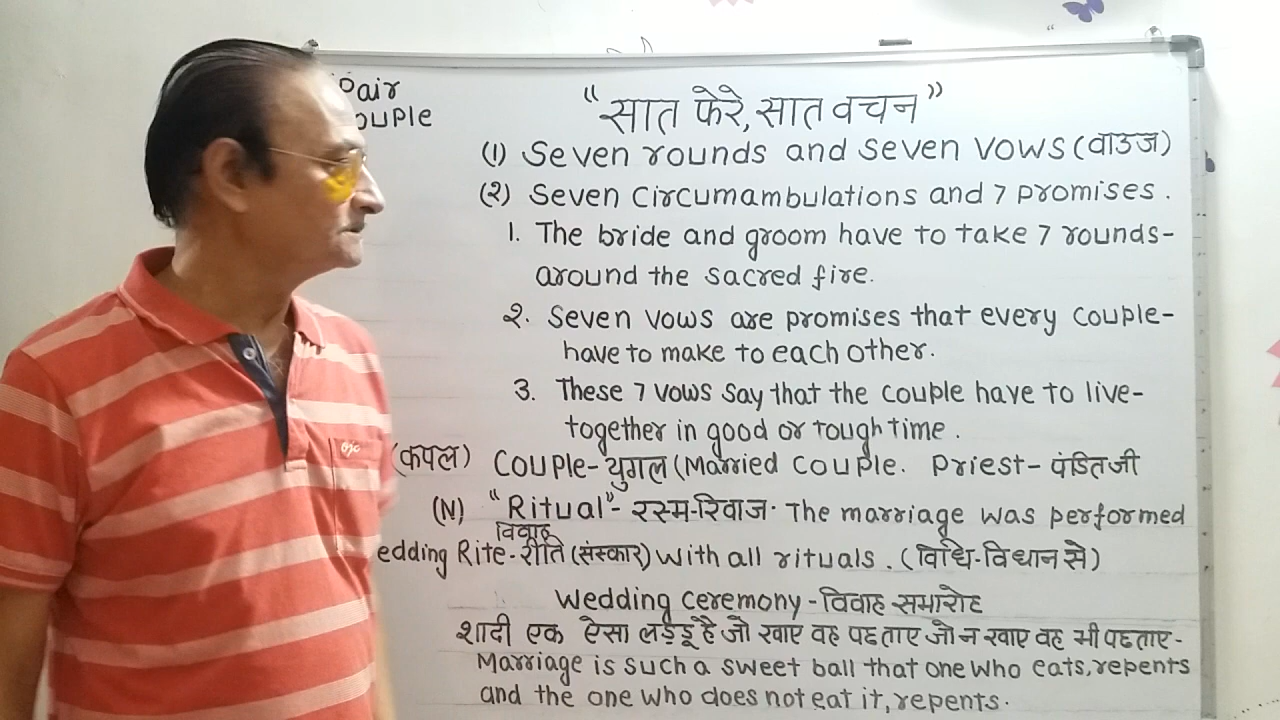 Pair
ouple
"सात फेरे, सात वचन"
(1) Seven rounds and seven vows (वाउज)
(२) Seven circumambulations and 7 promises.
1. The bride and groom have to take 7 rounds-
around the sacred fire.
2. Seven vows are promises that every couple-
have to make to each other.
3. These 7 vows say that the couple have to live-
together in good or tough time.
(कपल) Couple- युगल (Married couple. Priest- पंडितजी
(N) "Ritual"- रस्म-रिवाज. The marriage was performed
विवाह
edding Rite-रीति (संस्कार) with all rituals. (विधि-विधान से)
Wedding ceremony-विवाह समारोह
शादी एक ऐसा लड्डू है जो खाए वह पछताए जो न खाए वह भी पछताए-
Marriage is such a sweet ball that one who eats, repents
and the one who does not eat it, repents.